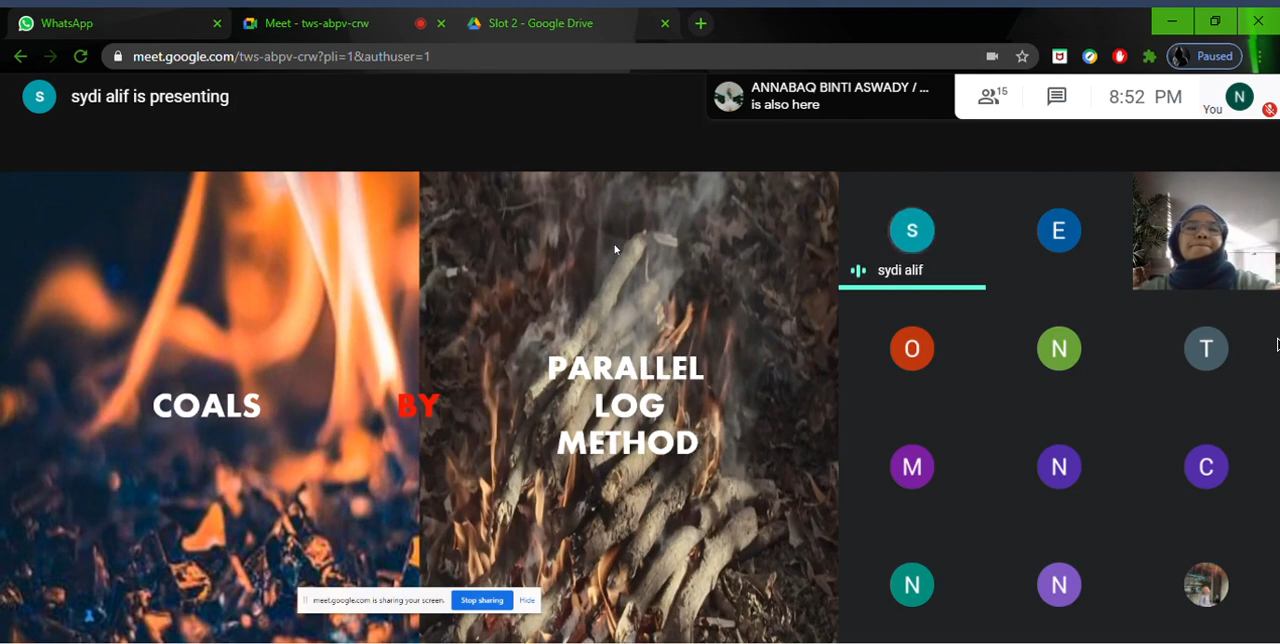 WhatsApp
Meet - tws-abpv-crw
Slot 2 - Google Drive
meet.google.com/tws-abpv-crw?pli=1&authuser=1
Paused
S
sydi alif is presenting
ANNABAQ BINTI ASWADY / ...
is also here
15
8:52 PM
You
N
COALS
BY
PARALLEL
LOG
METHOD
meet.google.com is sharing your screen.
Stop sharing
Hide
S
sydi alif
E
O
N
T
M
N
C
N
N